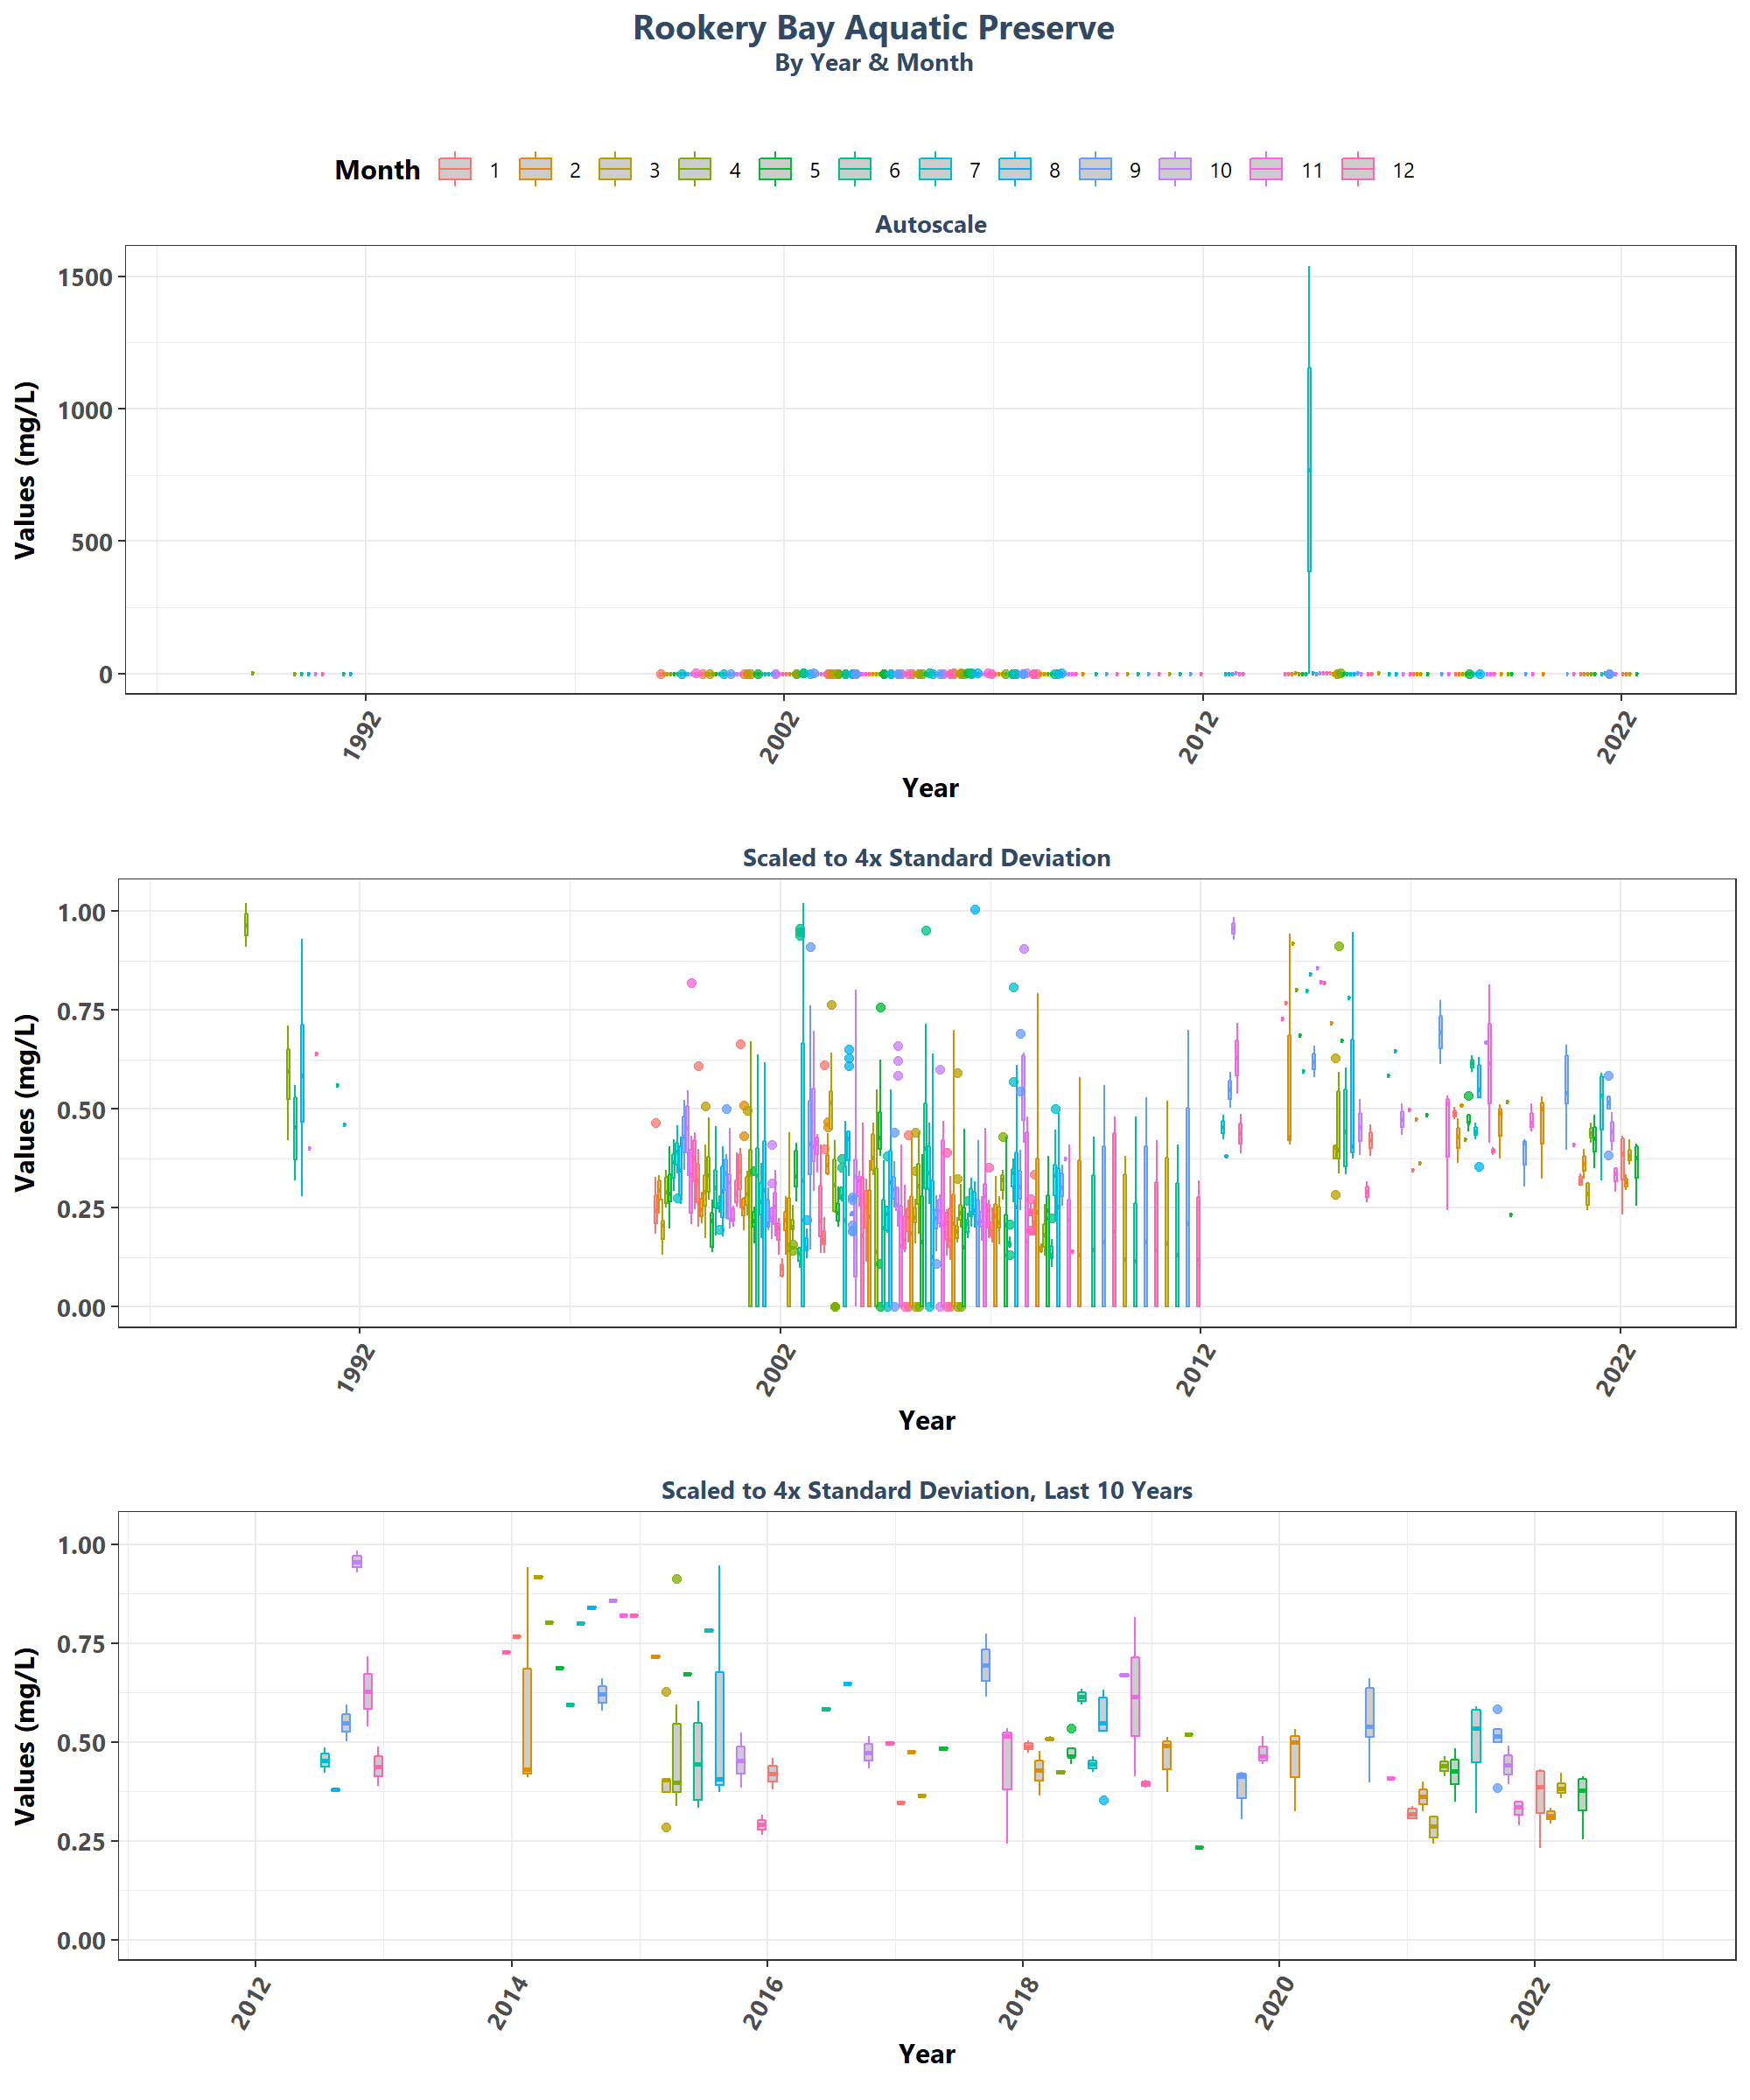 Rookery Bay Aquatic Preserve
By Year & Month
Month 1 2 3 4 5 6 7 8 9 10 11 12
Autoscale
Values (mg/L)
1500
1000
500
0
1992 2002 2012 2022
Year
Scaled to 4x Standard Deviation
Values (mg/L)
1.00
0.75
0.50
0.25
0.00
1992 2002 2012 2022
Year
Scaled to 4x Standard Deviation, Last 10 Years
Values (mg/L)
1.00
0.75
0.50
0.25
0.00
2012 2014 2016 2018 2020 2022
Year